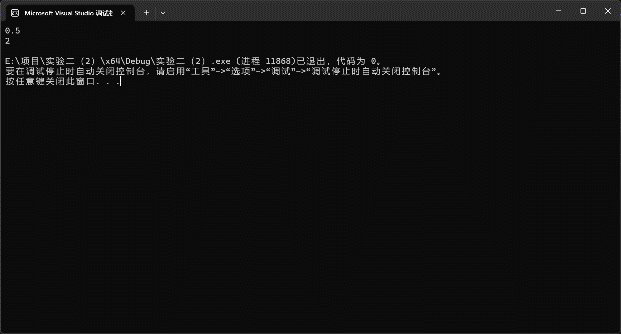 Microsoft Visual Studio 调试控
0.5
2
E:\项目\实验二（2）\x64\Debug\实验二（2）.exe (进程 11868)已退出，代码为 0。
要在调试停止时自动关闭控制台，请启用“工具”->“选项”->“调试”->“调试停止时自动关闭控制台”。
按任意键关闭此窗口. . .